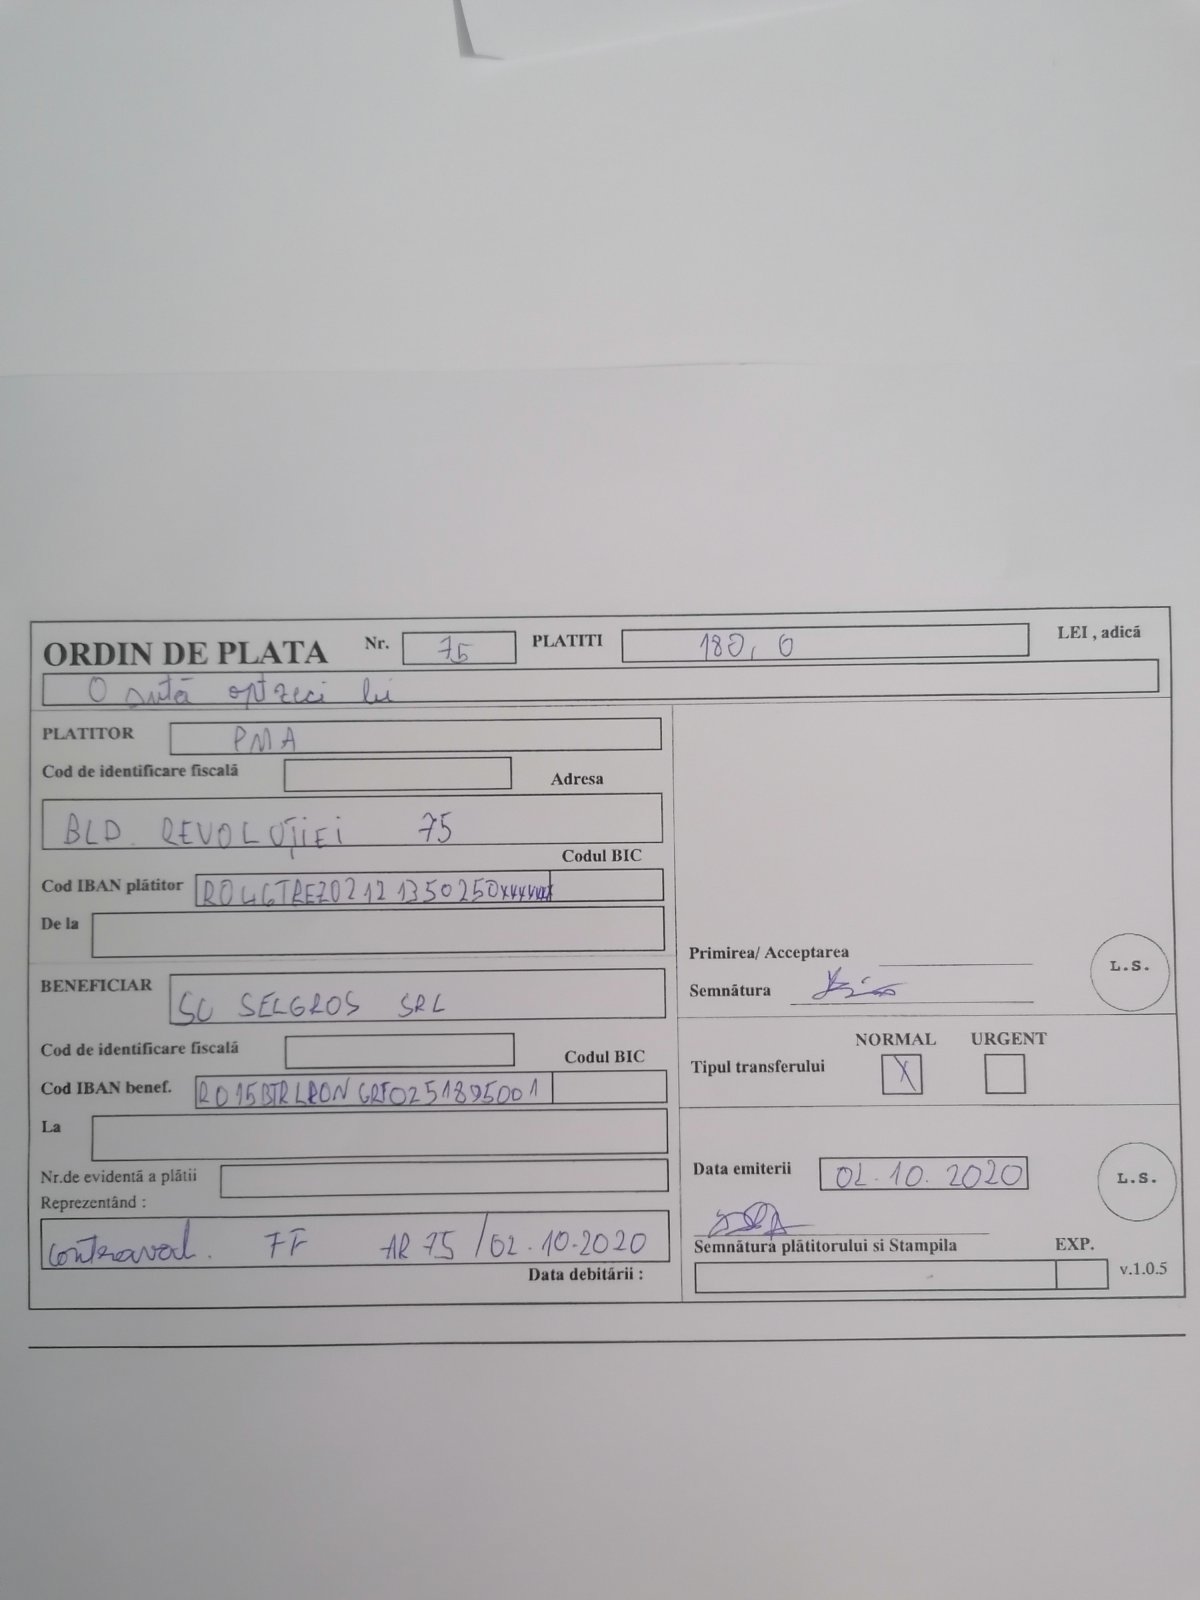 ORDIN DE PLATA Nr. 75 PLATITI 180,0 LEI , adică
O sută optzeci lei
PLATITOR PMA
Cod de identificare fiscală Adresa
BLD. REVOLUȚIEI 75
Codul BIC
Cod IBAN plătitor RO46TREZ02121350250xxxxxx
De la
Primirea/ Acceptarea
L.S.
Semnătura
BENEFICIAR SC SELGROS SRL
Cod de identificare fiscală Codul BIC
Cod IBAN benef. RO15BTRLRONCRT0251895001
La
Nr.de evidentă a plătii
Reprezentând :
contraval. FF AR 75 /02.10.2020
Data debitării :
NORMAL URGENT
Tipul transferului X
Data emiterii 02.10.2020
L.S.
Semnătura plătitorului si Stampila EXP.
v.1.0.5